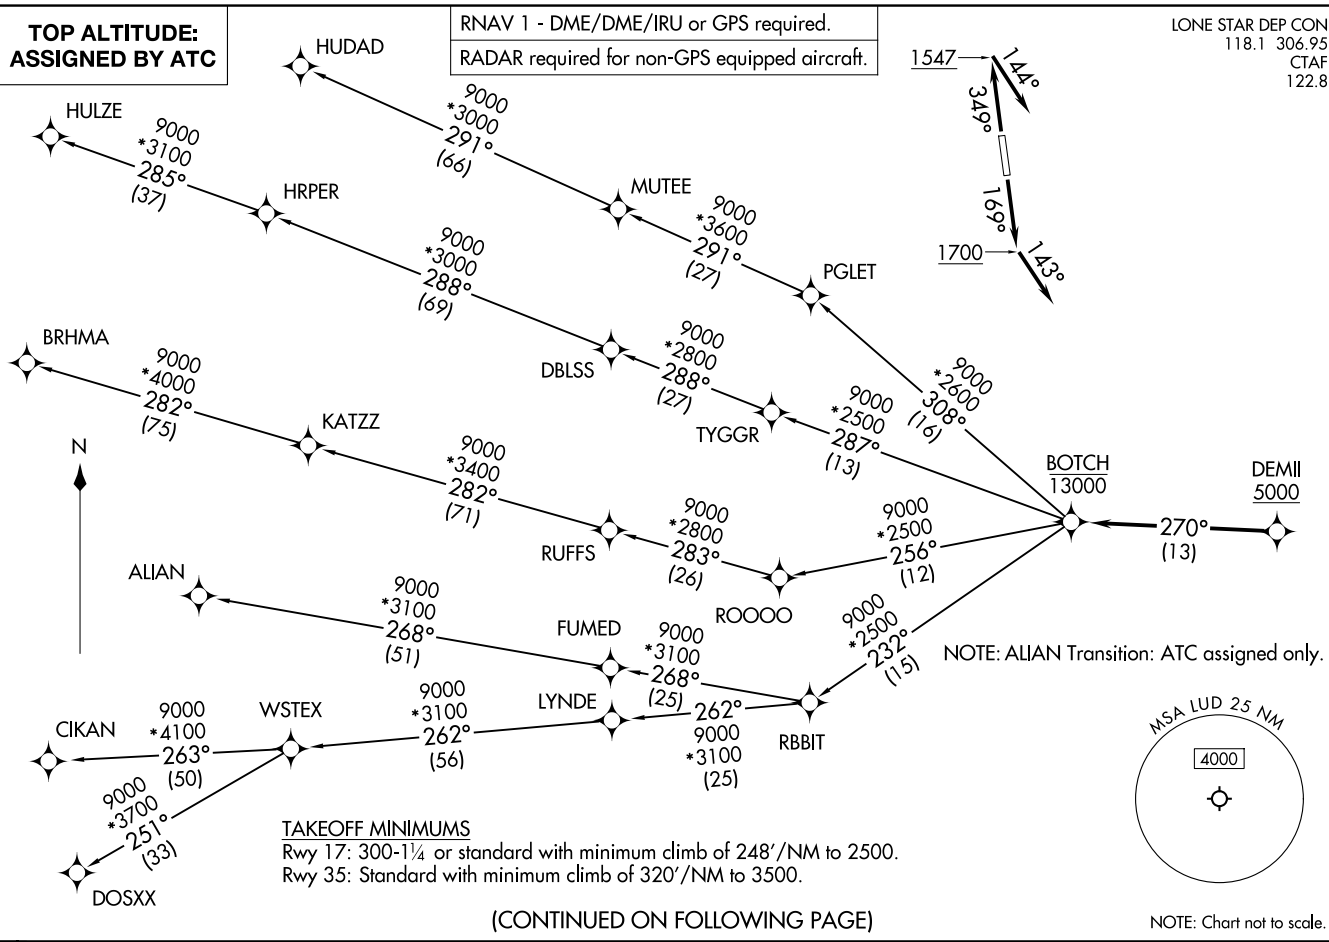 TOP ALTITUDE:
ASSIGNED BY ATC
RNAV 1 - DME/DME/IRU or GPS required.
RADAR required for non-GPS equipped aircraft.
LONE STAR DEP CON
118.1 306.95
CTAF
122.8
HUDAD
9000
*3000
291°
(66)
1547
144°
349°
169°
1700
143°
HULZE
9000
*3100
285°
(37)
HRPER
MUTEE
9000
*3600
291°
(27)
PGLET
9000
*3000
288°
(69)
DBLSS
9000
*2800
288°
(27)
TYGGR
9000
*2500
287°
(13)
9000
*2600
308°
(16)
BRHMA
9000
*4000
282°
(75)
KATZZ
N
9000
*3400
282°
(71)
RUFFS
9000
*2800
283°
(26)
ROOOO
9000
*2500
256°
(12)
BOTCH
13000
DEMII
5000
270°
(13)
ALIAN
9000
*3100
268°
(51)
FUMED
9000
*3100
268°
(25)
9000
*2500
232°
(15)
NOTE: ALIAN Transition: ATC assigned only.
CIKAN
9000
*4100
263°
(50)
WSTEX
9000
*3100
262°
(56)
LYNDE
262°
9000
*3100
(25)
RBBIT
MSA LUD 25 NM
4000
9000
*3700
251°
(33)
DOSXX
TAKEOFF MINIMUMS
Rwy 17: 300-1¼ or standard with minimum climb of 248'/NM to 2500.
Rwy 35: Standard with minimum climb of 320'/NM to 3500.
(CONTINUED ON FOLLOWING PAGE)
NOTE: Chart not to scale.